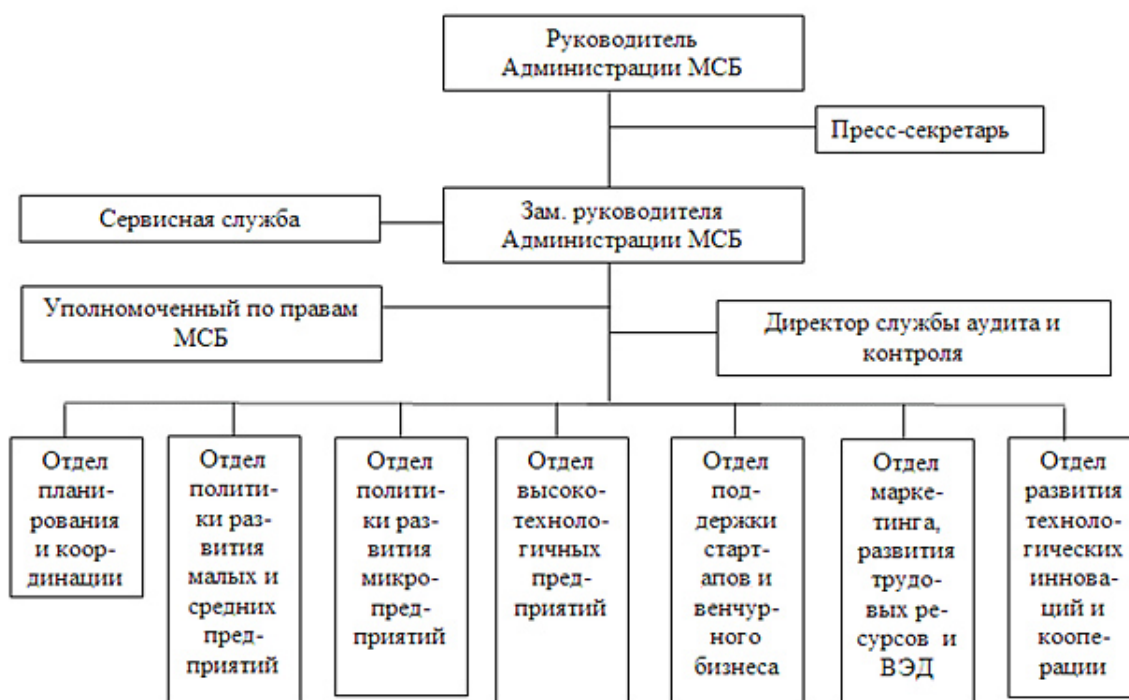 Руководитель
Администрации МСБ
Пресс-секретарь
Сервисная служба
Зам. руководителя
Администрации МСБ
Уполномоченный по правам
МСБ
Директор службы аудита и
контроля
Отдел
плани-
рования
и коор-
динации
Отдел
полити-
ки раз-
вития
малых и
средних
пред-
приятий
Отдел
полити-
ки раз-
вития
микро-
пред-
приятий
Отдел
высоко-
техноло-
гичных
пред-
приятий
Отдел
под-
держки
старт-
апов и
венчур-
ного
бизнеса
Отдел
марке-
тинга,
развития
трудо-
вых ре-
сурсов и
ВЭД
Отдел
развития
техноло-
гических
иннова-
ций и
коопе-
рации